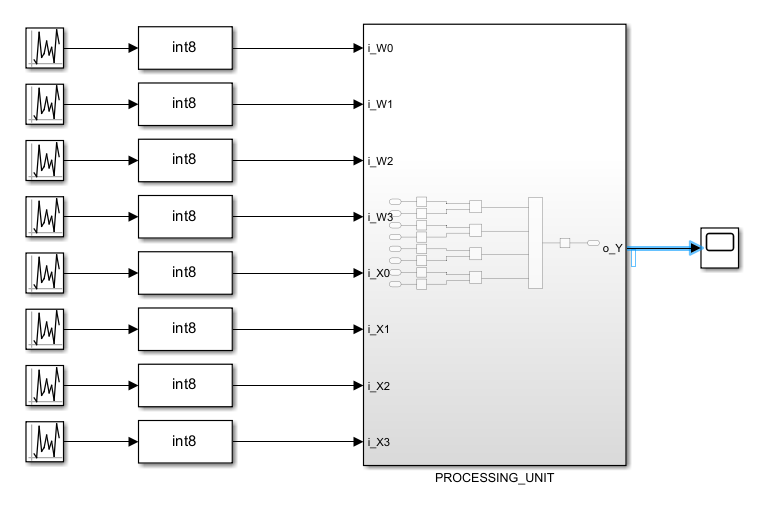 int8 i_W0
int8 i_W1
int8 i_W2
int8 i_W3
o_Y
int8 i_X0
int8 i_X1
int8 i_X2
int8 i_X3
PROCESSING_UNIT